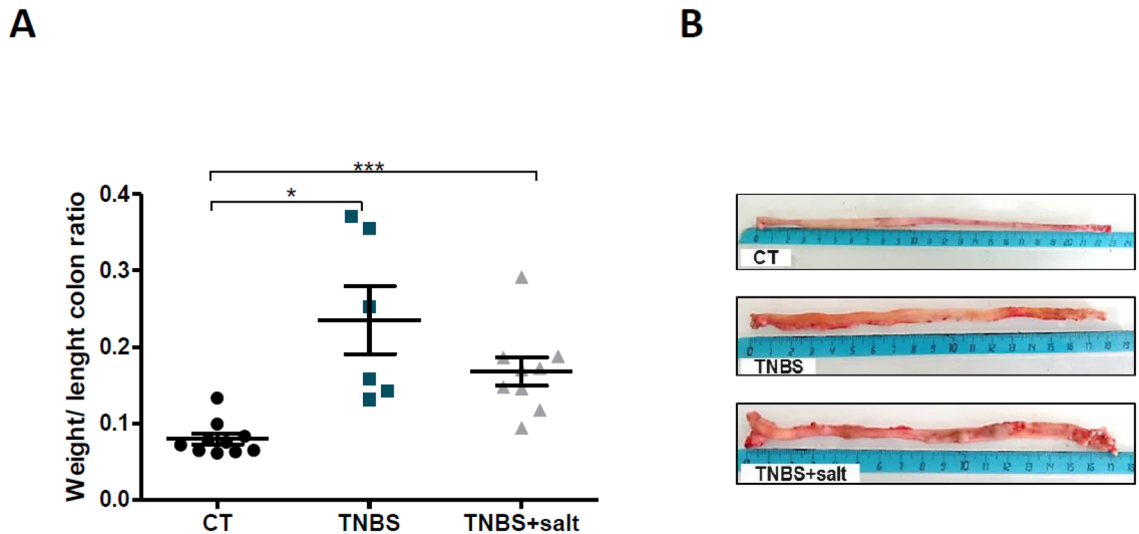 A
B
***
*
Weight/ lenght colon ratio
0.4
0.3
0.2
0.1
0.0
CT
TNBS
TNBS+salt
CT
TNBS
TNBS+salt